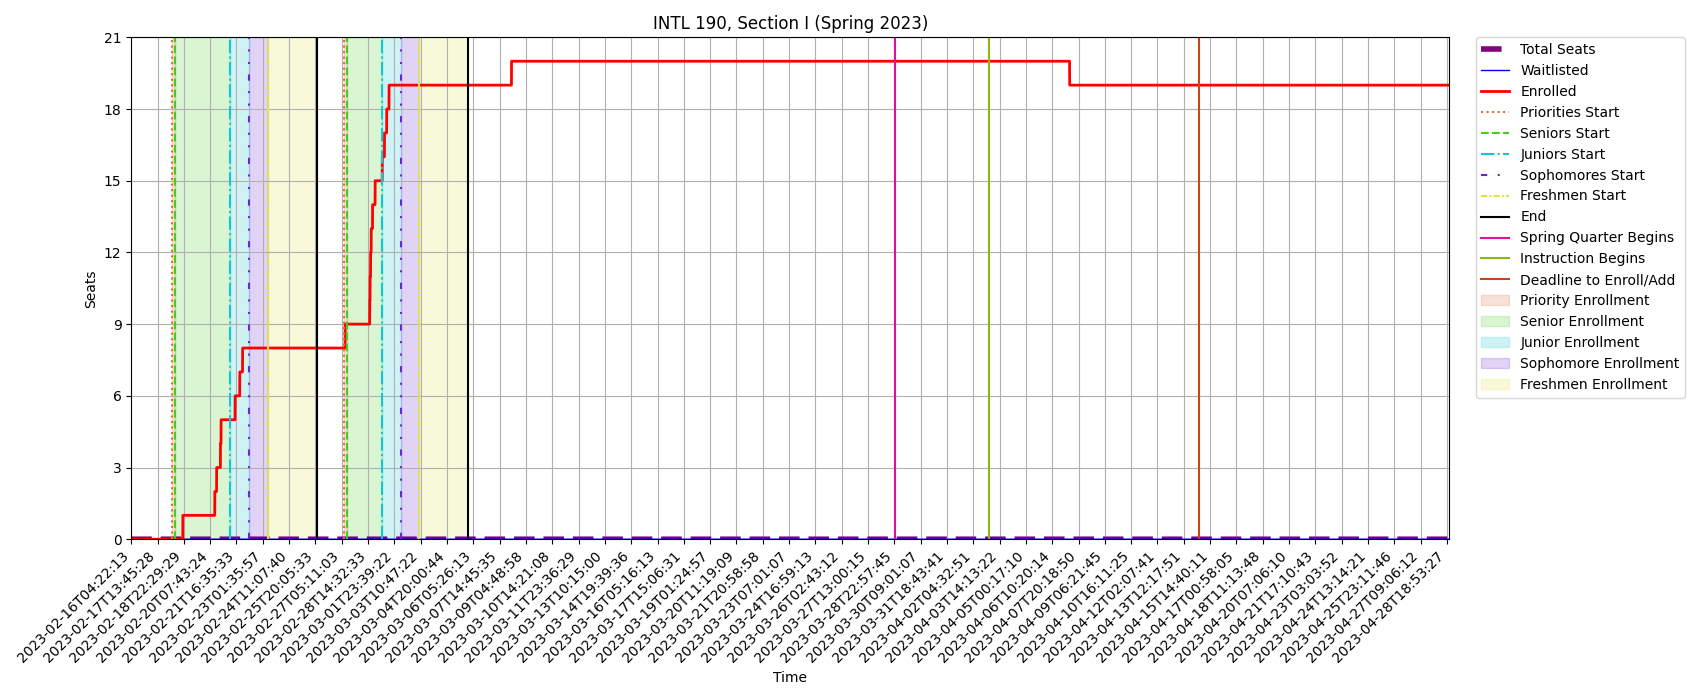 INTL 190, Section I (Spring 2023)
Seats
21
18
15
12
9
6
3
0
2023-02-16T04:22:13
2023-02-17T13:45:28
2023-02-18T22:29:29
2023-02-20T07:43:24
2023-02-21T16:35:33
2023-02-23T01:35:57
2023-02-24T11:07:40
2023-02-25T20:05:33
2023-02-27T05:11:03
2023-02-28T14:32:33
2023-03-01T23:39:22
2023-03-03T10:47:22
2023-03-04T20:00:44
2023-03-06T05:26:13
2023-03-07T14:45:35
2023-03-09T04:48:58
2023-03-10T14:21:08
2023-03-11T23:36:29
2023-03-13T10:15:00
2023-03-14T19:39:36
2023-03-16T05:16:13
2023-03-17T15:06:31
2023-03-19T01:24:57
2023-03-20T11:19:09
2023-03-21T20:58:58
2023-03-23T07:01:07
2023-03-24T16:59:13
2023-03-26T02:43:12
2023-03-27T13:00:15
2023-03-28T22:57:45
2023-03-30T09:01:07
2023-03-31T18:43:41
2023-04-02T04:32:51
2023-04-03T14:13:22
2023-04-05T00:17:10
2023-04-06T10:20:14
2023-04-07T20:18:50
2023-04-09T06:21:45
2023-04-10T16:11:25
2023-04-12T02:07:41
2023-04-13T12:17:51
2023-04-15T14:40:11
2023-04-17T00:58:05
2023-04-18T11:13:48
2023-04-20T07:06:10
2023-04-21T17:10:43
2023-04-23T03:03:52
2023-04-24T13:14:21
2023-04-25T23:11:46
2023-04-27T09:06:12
2023-04-28T18:53:27
Time
Total Seats
Waitlisted
Enrolled
Priorities Start
Seniors Start
Juniors Start
Sophomores Start
Freshmen Start
End
Spring Quarter Begins
Instruction Begins
Deadline to Enroll/Add
Priority Enrollment
Senior Enrollment
Junior Enrollment
Sophomore Enrollment
Freshmen Enrollment